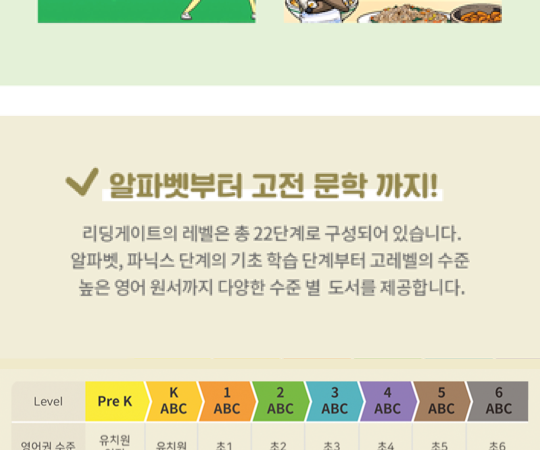 알파벳부터 고전 문학 까지!
리딩게이트의 레벨은 총 22단계로 구성되어 있습니다.
알파벳, 파닉스 단계의 기초 학습 단계부터 고레벨의 수준
높은 영어 원서까지 다양한 수준 별 도서를 제공합니다.
Level Pre K K ABC 1 ABC 2 ABC 3 ABC 4 ABC 5 ABC 6 ABC
영어권 수준 유치원 유치원 초1 초2 초3 초4 초5 초6